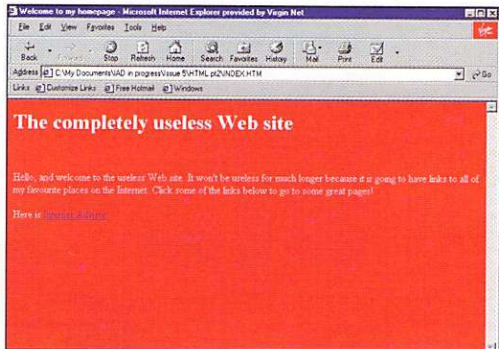 Welcome to my homepage - Microsoft Internet Explorer provided by Virgin Net
File Edit View Favorites Tools Help
Back Forward Stop Refresh Home Search Favorites History Mail Print Edit
Address C:\My Documents\IAD in progress\Issue 5\HTML pt2\INDEX.HTM Go
Links Customize Links Free Hotmail Windows
The completely useless Web site
Hello, and welcome to the useless Web site. It won't be useless for much longer because it is going to have links to all of
my favourite places on the Internet. Click some of the links below to go to some great pages!
Here is Internet Advisor